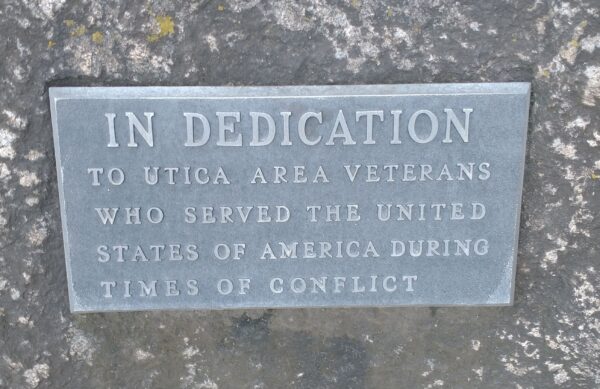 IN DEDICATION
TO UTICA AREA VETERANS
WHO SERVED THE UNITED
STATES OF AMERICA DURING
TIMES OF CONFLICT